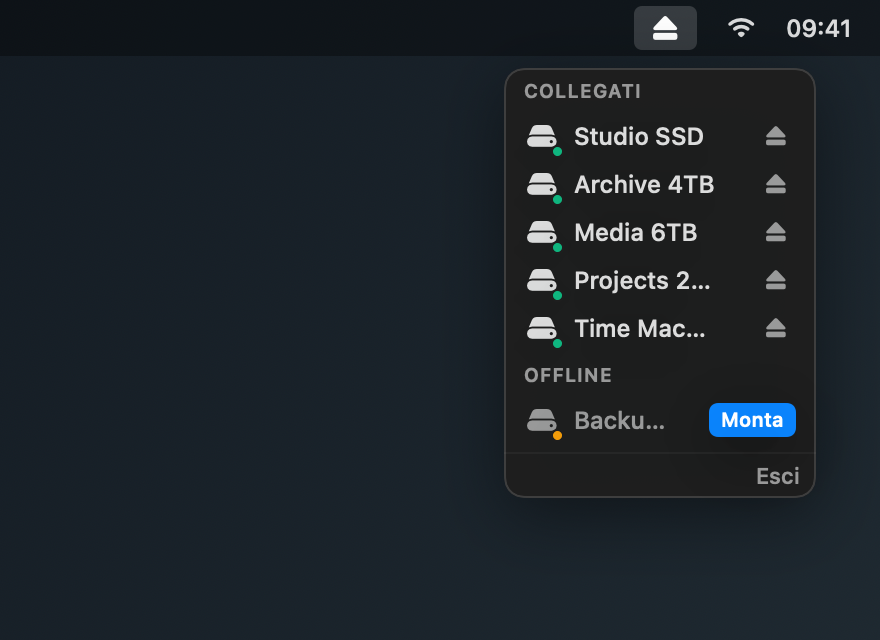 09:41
COLLEGATI
Studio SSD
Archive 4TB
Media 6TB
Projects 2...
Time Mac...
OFFLINE
Backu...
Monta
Esci